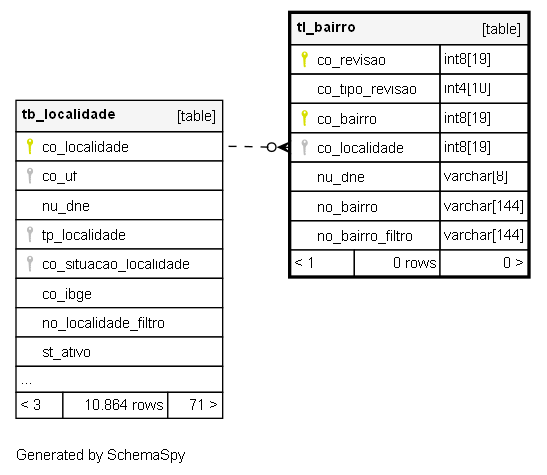 tl_bairro [table]
co_revisao int8[19]
co_tipo_revisao int4[10]
co_bairro int8[19]
co_localidade int8[19]
nu_dne varchar[8]
no_bairro varchar[144]
no_bairro_filtro varchar[144]
< 1 0 rows 0 >
tb_localidade [table]
co_localidade
co_uf
nu_dne
tp_localidade
co_situacao_localidade
co_ibge
no_localidade_filtro
st_ativo
...
< 3 10.864 rows 71 >
Generated by SchemaSpy